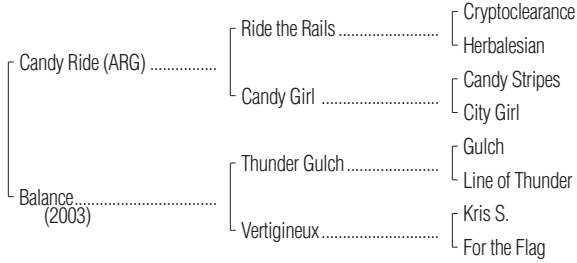 Cryptoclearance
Ride the Rails ........................
Herbalesian
Candy Ride (ARG) ................
Candy Stripes
Candy Girl ............................
City Girl
Gulch
Thunder Gulch......................
Line of Thunder
Balance..................................
(2003)
Kris S.
Vertigineux............................
For the Flag